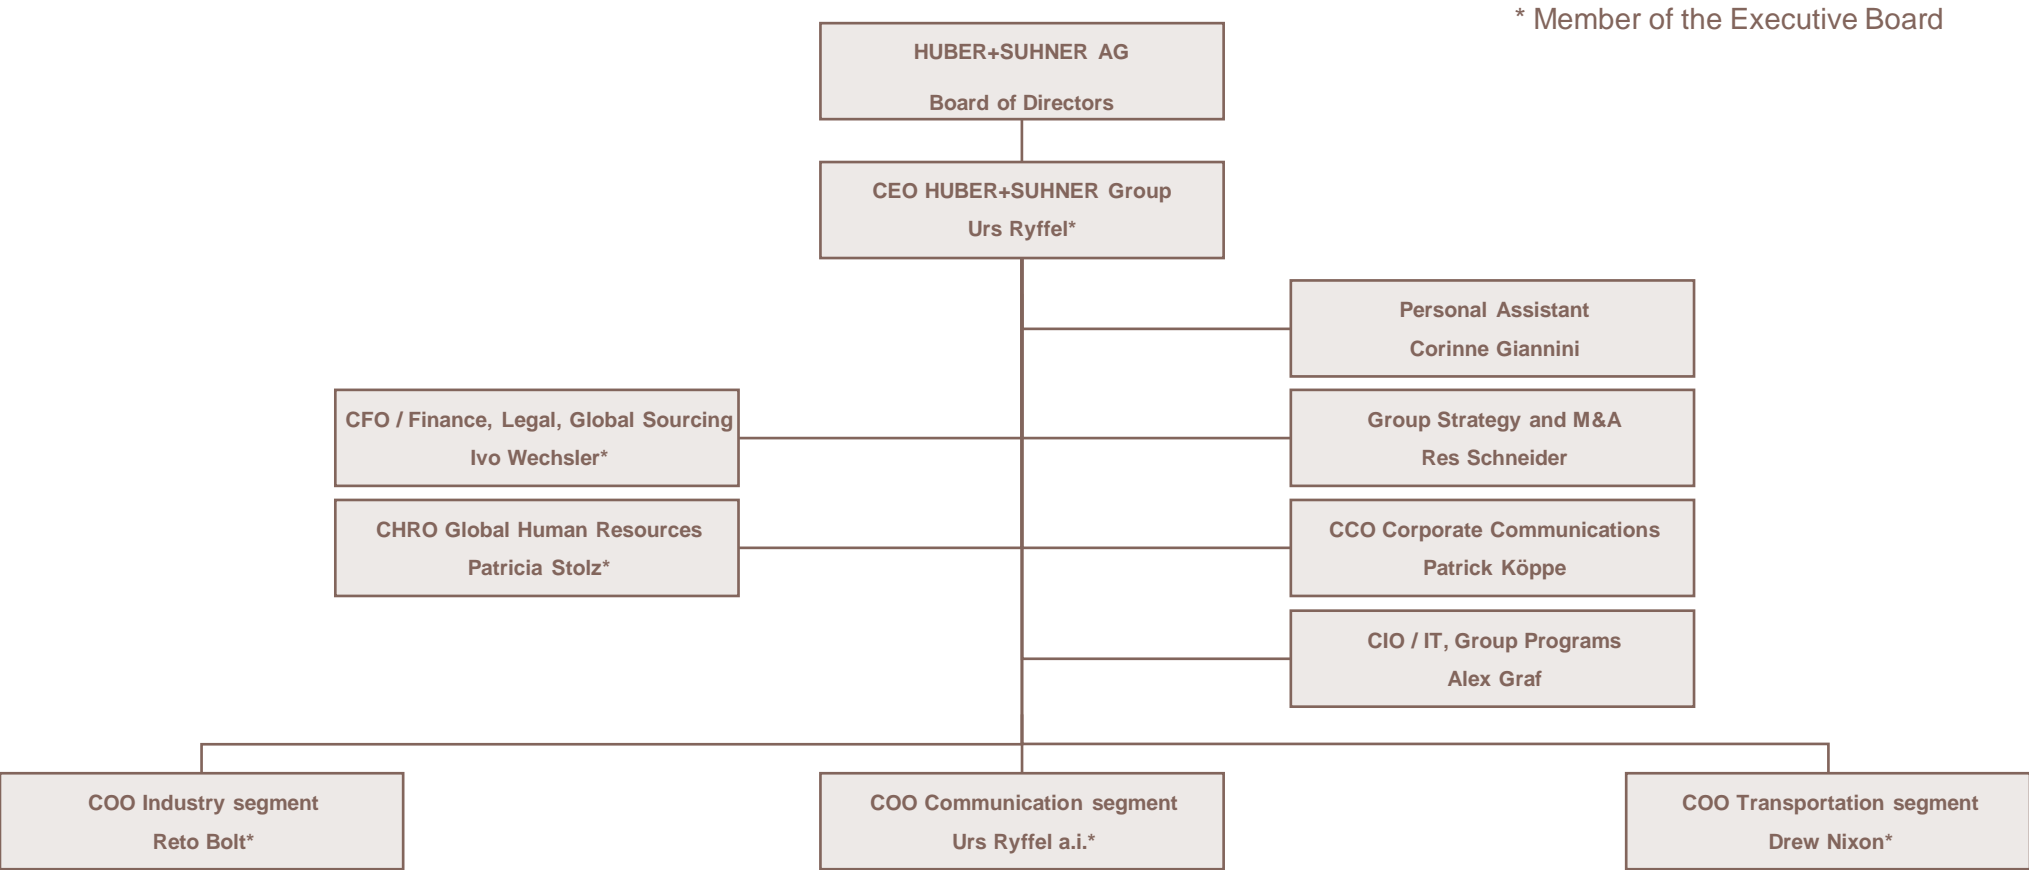 * Member of the Executive Board
HUBER+SUHNER AG
Board of Directors
CEO HUBER+SUHNER Group
Urs Ryffel*
Personal Assistant
Corinne Giannini
CFO / Finance, Legal, Global Sourcing
Ivo Wechsler*
Group Strategy and M&A
Res Schneider
CHRO Global Human Resources
Patricia Stolz*
CCO Corporate Communications
Patrick Köppe
CIO / IT, Group Programs
Alex Graf
COO Industry segment
Reto Bolt*
COO Communication segment
Urs Ryffel a.i.*
COO Transportation segment
Drew Nixon*